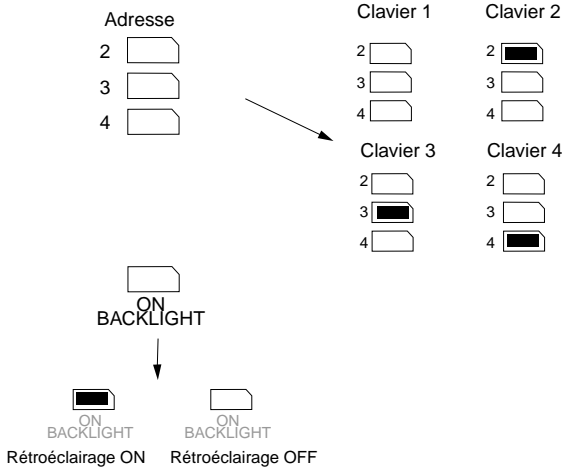 Adresse
2
3
4
Clavier 1
2
3
4
Clavier 2
2
3
4
Clavier 3
2
3
4
Clavier 4
2
3
4
ON
BACKLIGHT
ON
BACKLIGHT
Rétroéclairage ON
ON
BACKLIGHT
Rétroéclairage OFF